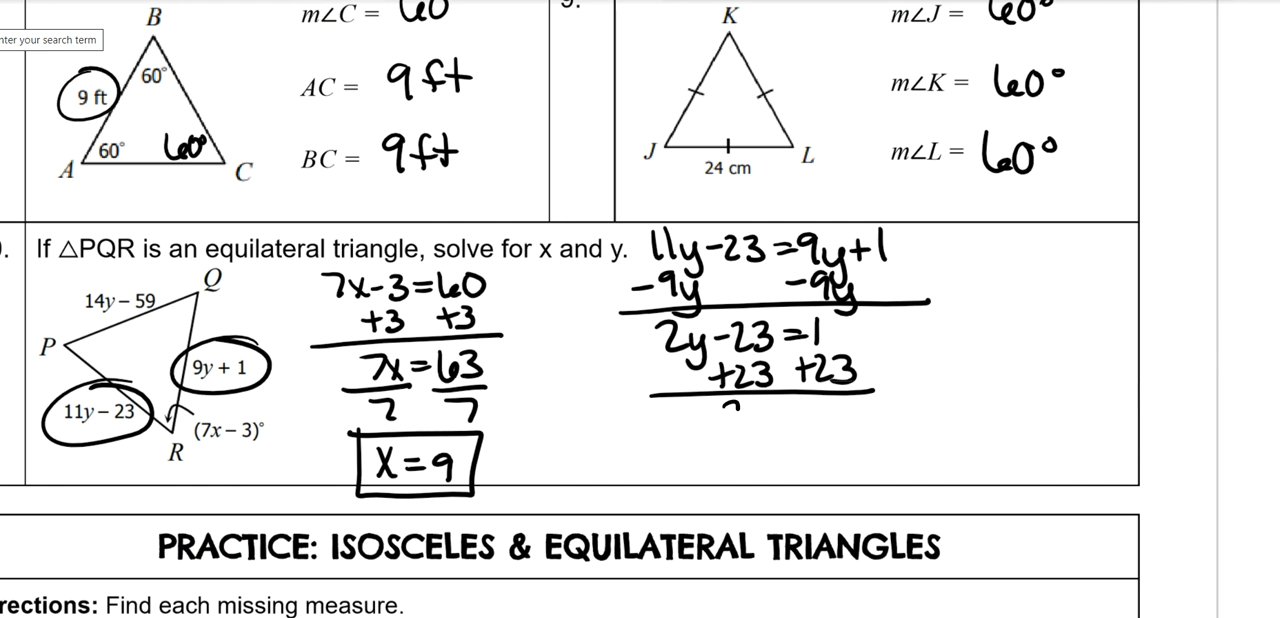 B
m∠C = 60
9.
K
m∠J = 60°
nter your search term
60°
9 ft
AC = 9ft
m∠K = 60°
60°
60°
A
C
BC = 9ft
J
L
24 cm
m∠L = 60°
. If △PQR is an equilateral triangle, solve for x and y.
11y-23=9y+1
-9y -9y
2y-23=1
+23 +23
Q
14y – 59
P
9y + 1
11y – 23
(7x – 3)°
R
7x-3=60
+3 +3
7x=63
7 7
x=9
PRACTICE: ISOSCELES & EQUILATERAL TRIANGLES
rections: Find each missing measure.